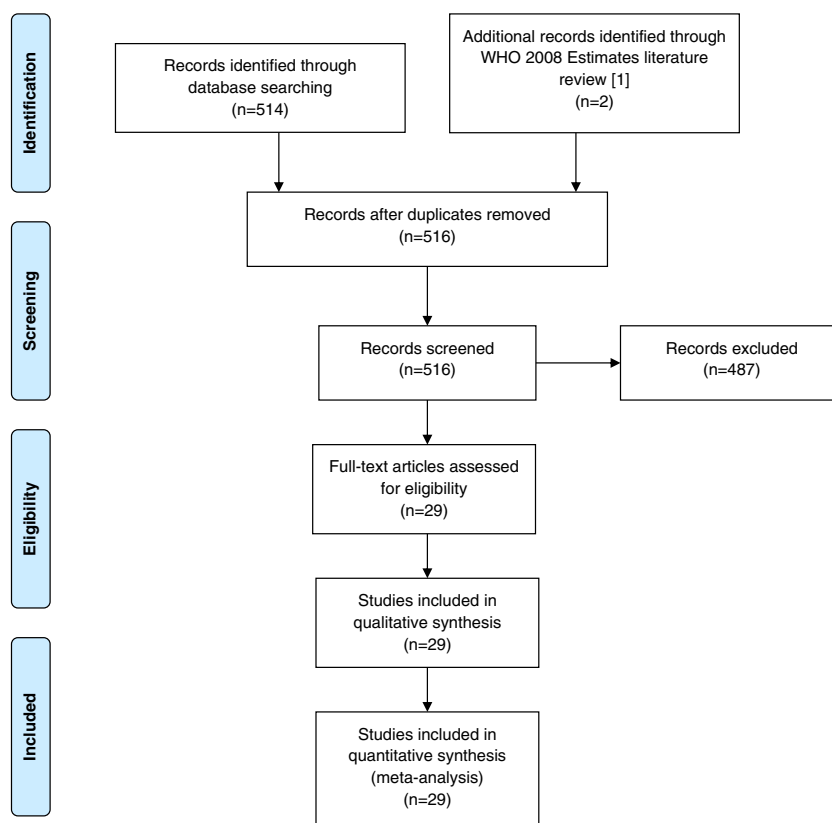 Identification
Records identified through
database searching
(n=514)
Additional records identified through
WHO 2008 Estimates literature
review [1]
(n=2)
Records after duplicates removed
(n=516)
Screening
Records screened
(n=516)
Records excluded
(n=487)
Eligibility
Full-text articles assessed
for eligibility
(n=29)
Studies included in
qualitative synthesis
(n=29)
Included
Studies included in
quantitative synthesis
(meta-analysis)
(n=29)